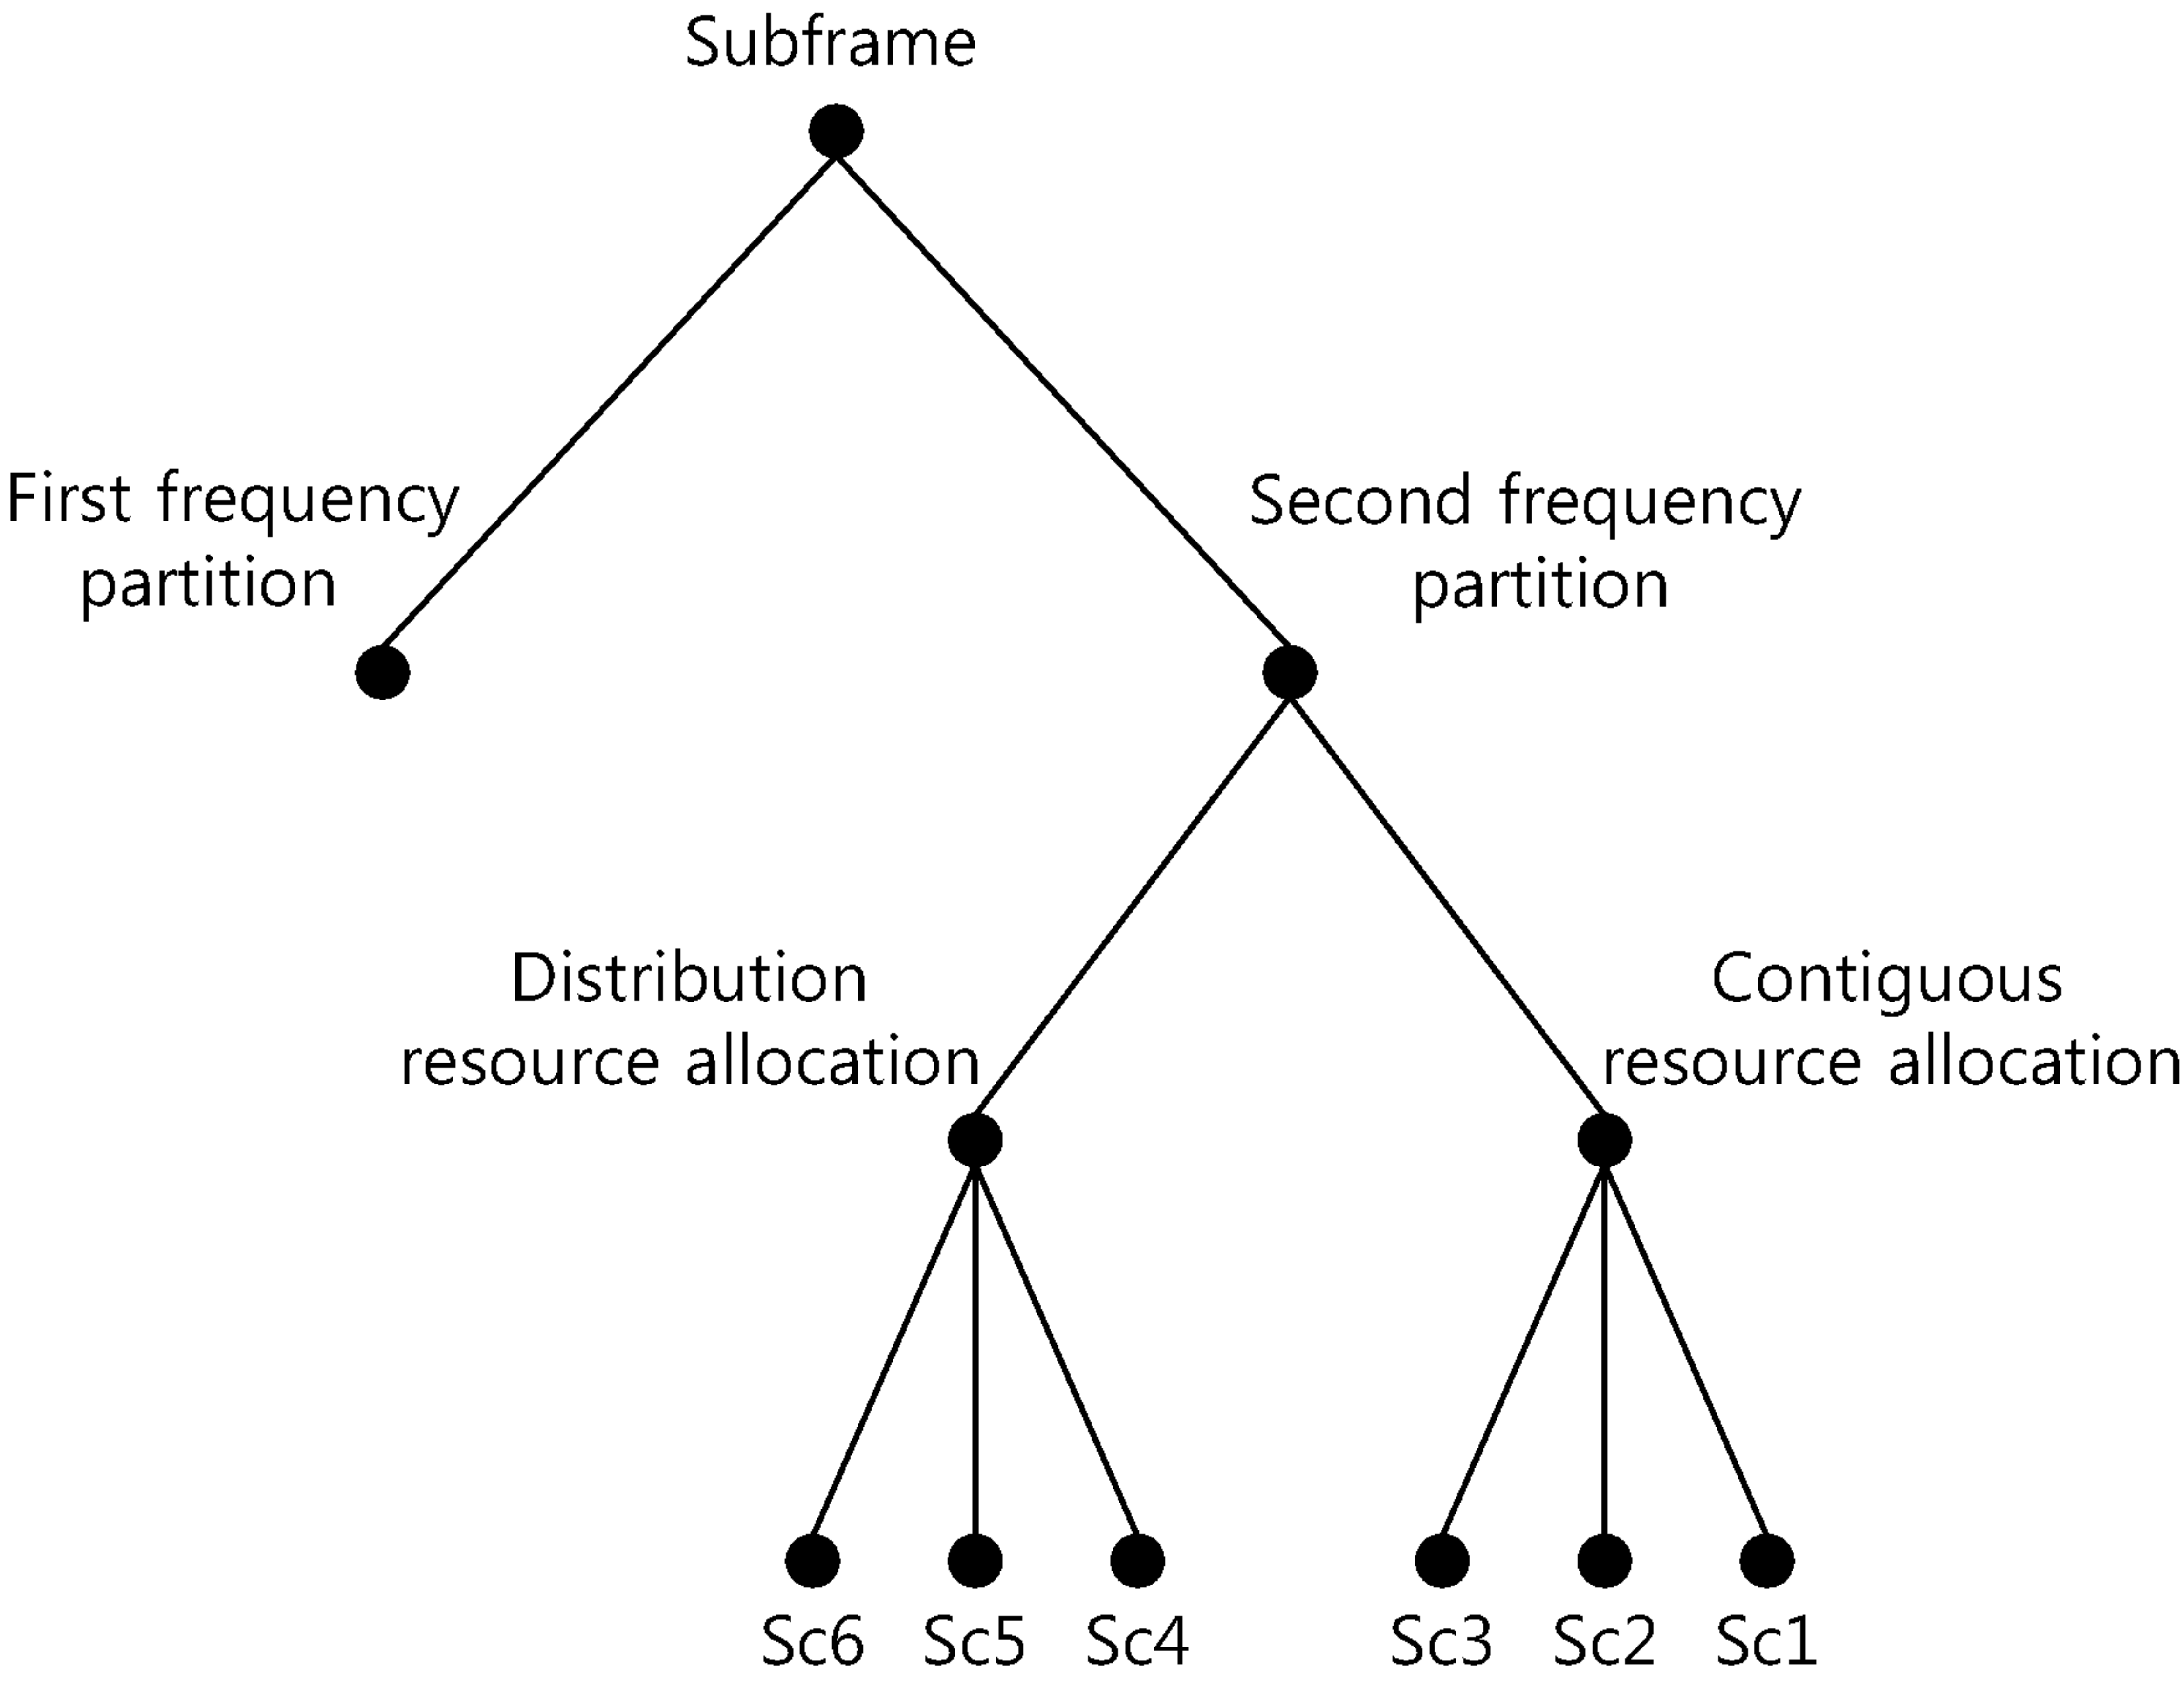 Subframe
First frequency
partition
Second frequency
partition
Distribution
resource allocation
Contiguous
resource allocation
Sc6
Sc5
Sc4
Sc3
Sc2
Sc1